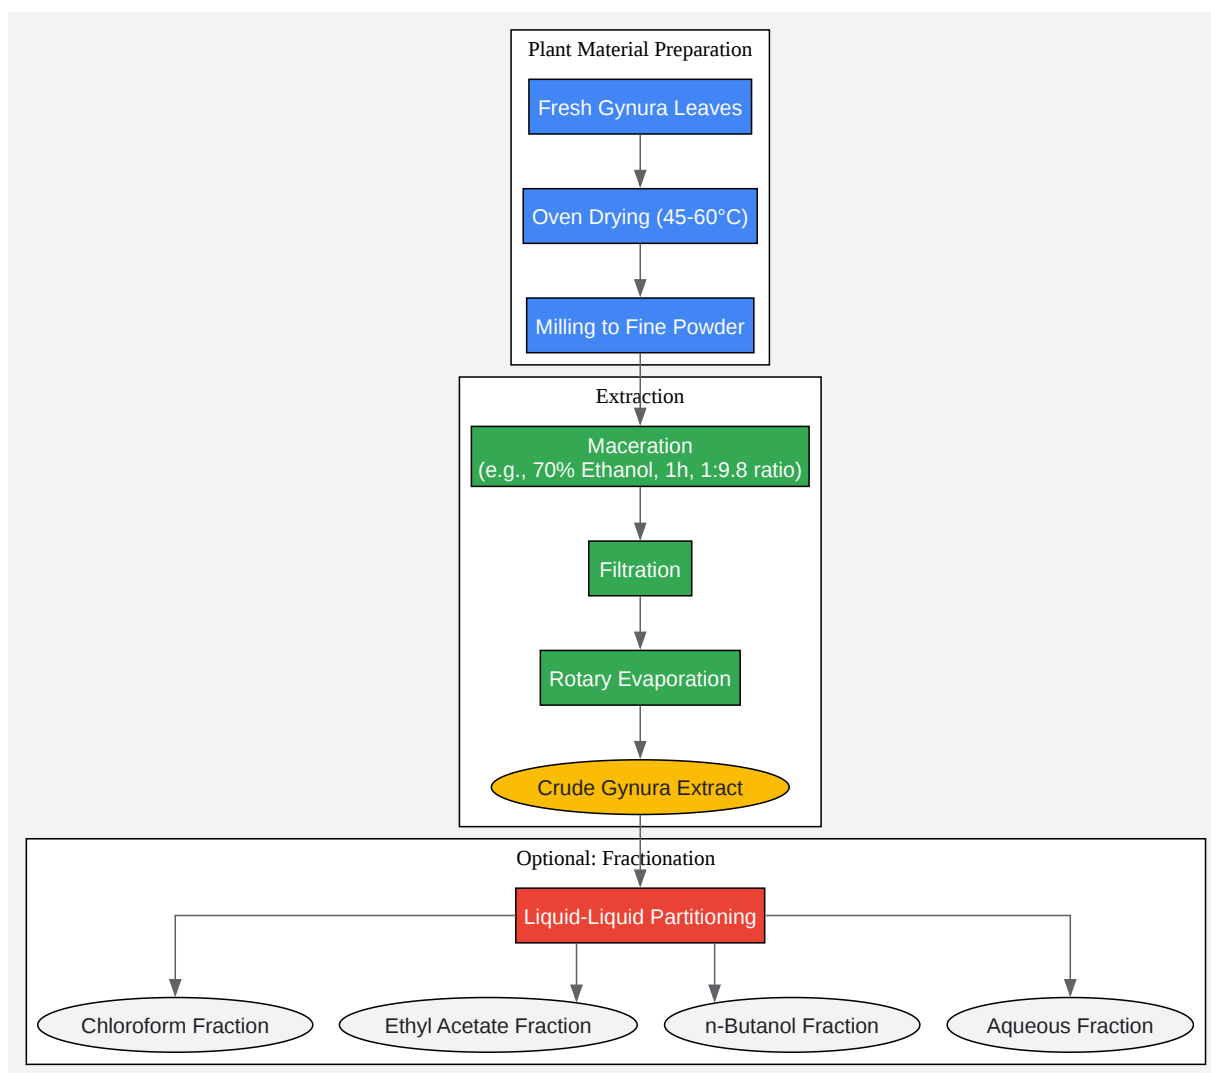 Plant Material Preparation
Fresh Gynura Leaves
Oven Drying (45-60°C)
Milling to Fine Powder
Extraction
Maceration
(e.g., 70% Ethanol, 1h, 1:9.8 ratio)
Filtration
Rotary Evaporation
Crude Gynura Extract
Optional: Fractionation
Liquid-Liquid Partitioning
Chloroform Fraction
Ethyl Acetate Fraction
n-Butanol Fraction
Aqueous Fraction